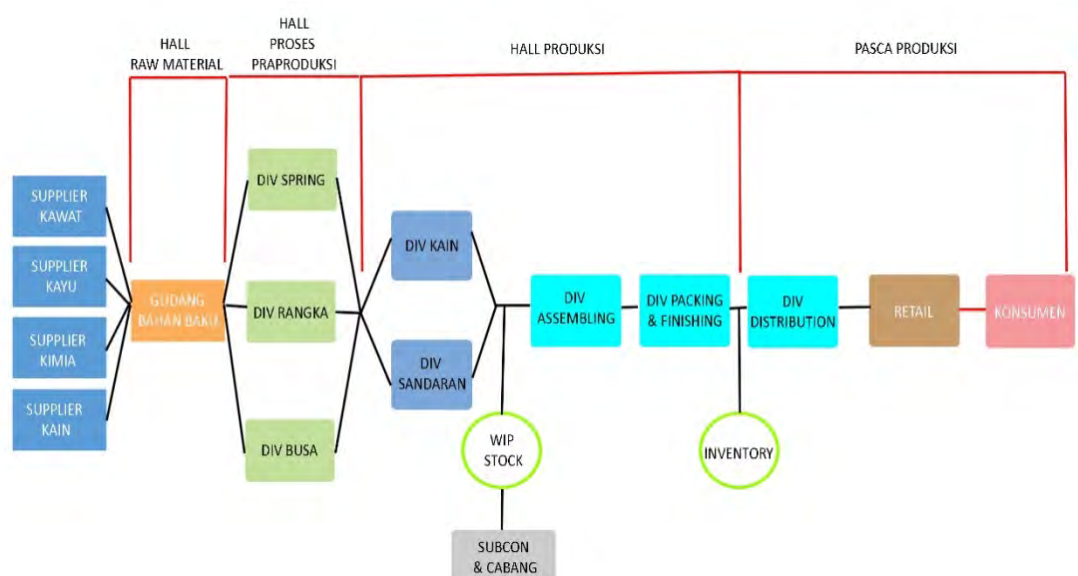 HALL
RAW MATERIAL
HALL
PROSES
PRAPRODUKSI
HALL PRODUKSI
PASCA PRODUKSI
SUPPLIER
KAWAT
SUPPLIER
KAYU
SUPPLIER
KIMIA
SUPPLIER
KAIN
GUDANG
BAHAN BAKU
DIV SPRING
DIV RANGKA
DIV BUSA
DIV KAIN
DIV
SANDARAN
WIP
STOCK
SUBCON
& CABANG
DIV
ASSEMBLING
DIV PACKING
& FINISHING
INVENTORY
DIV
DISTRIBUTION
RETAIL
KONSUMEN